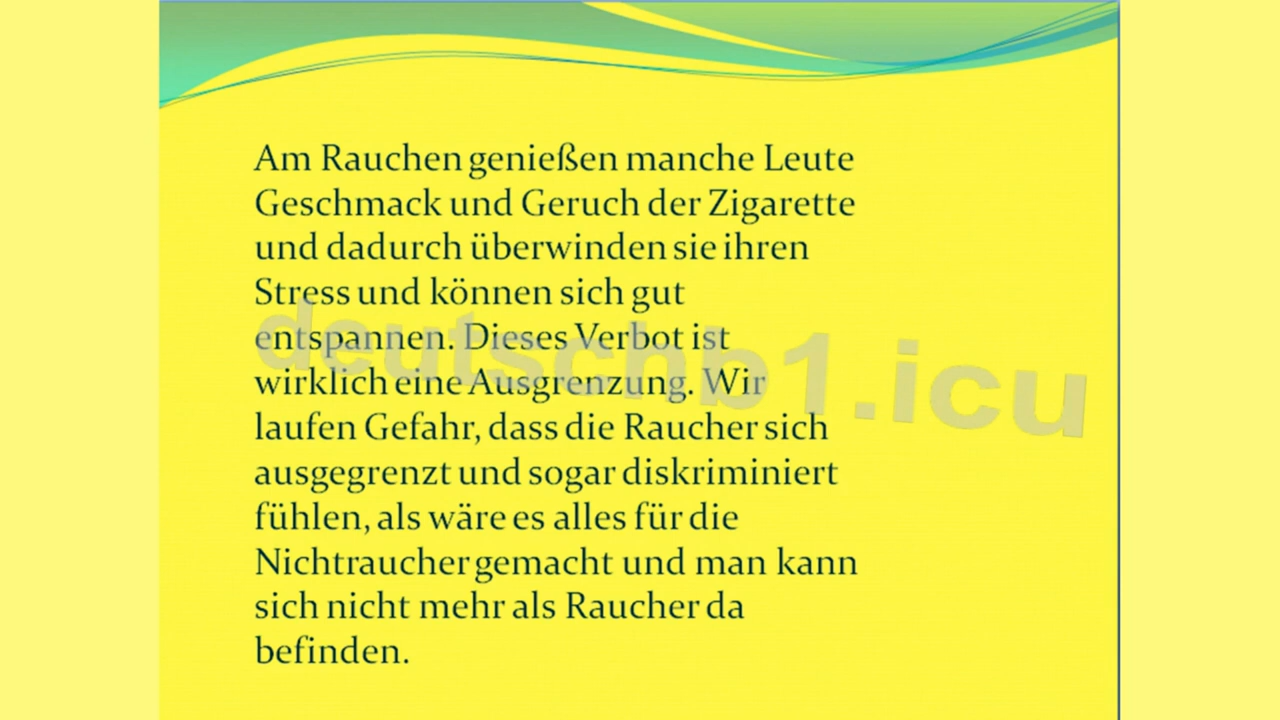 Am Rauchen genießen manche Leute
Geschmack und Geruch der Zigarette
und dadurch überwinden sie ihren
Stress und können sich gut
entspannen. Dieses Verbot ist
wirklich eine Ausgrenzung. Wir
laufen Gefahr, dass die Raucher sich
ausgegrenzt und sogar diskriminiert
fühlen, als wäre es alles für die
Nichtraucher gemacht und man kann
sich nicht mehr als Raucher da
befinden.
deutschb1.icu